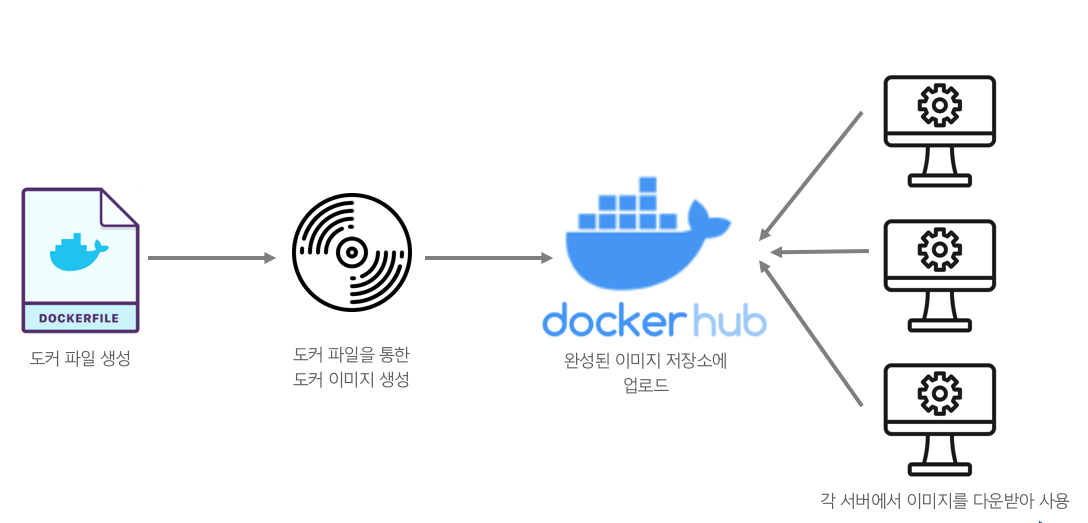 DOCKERFILE
도커 파일 생성
도커 파일을 통한
도커 이미지 생성
docker hub
완성된 이미지 저장소에
업로드
각 서버에서 이미지를 다운받아 사용